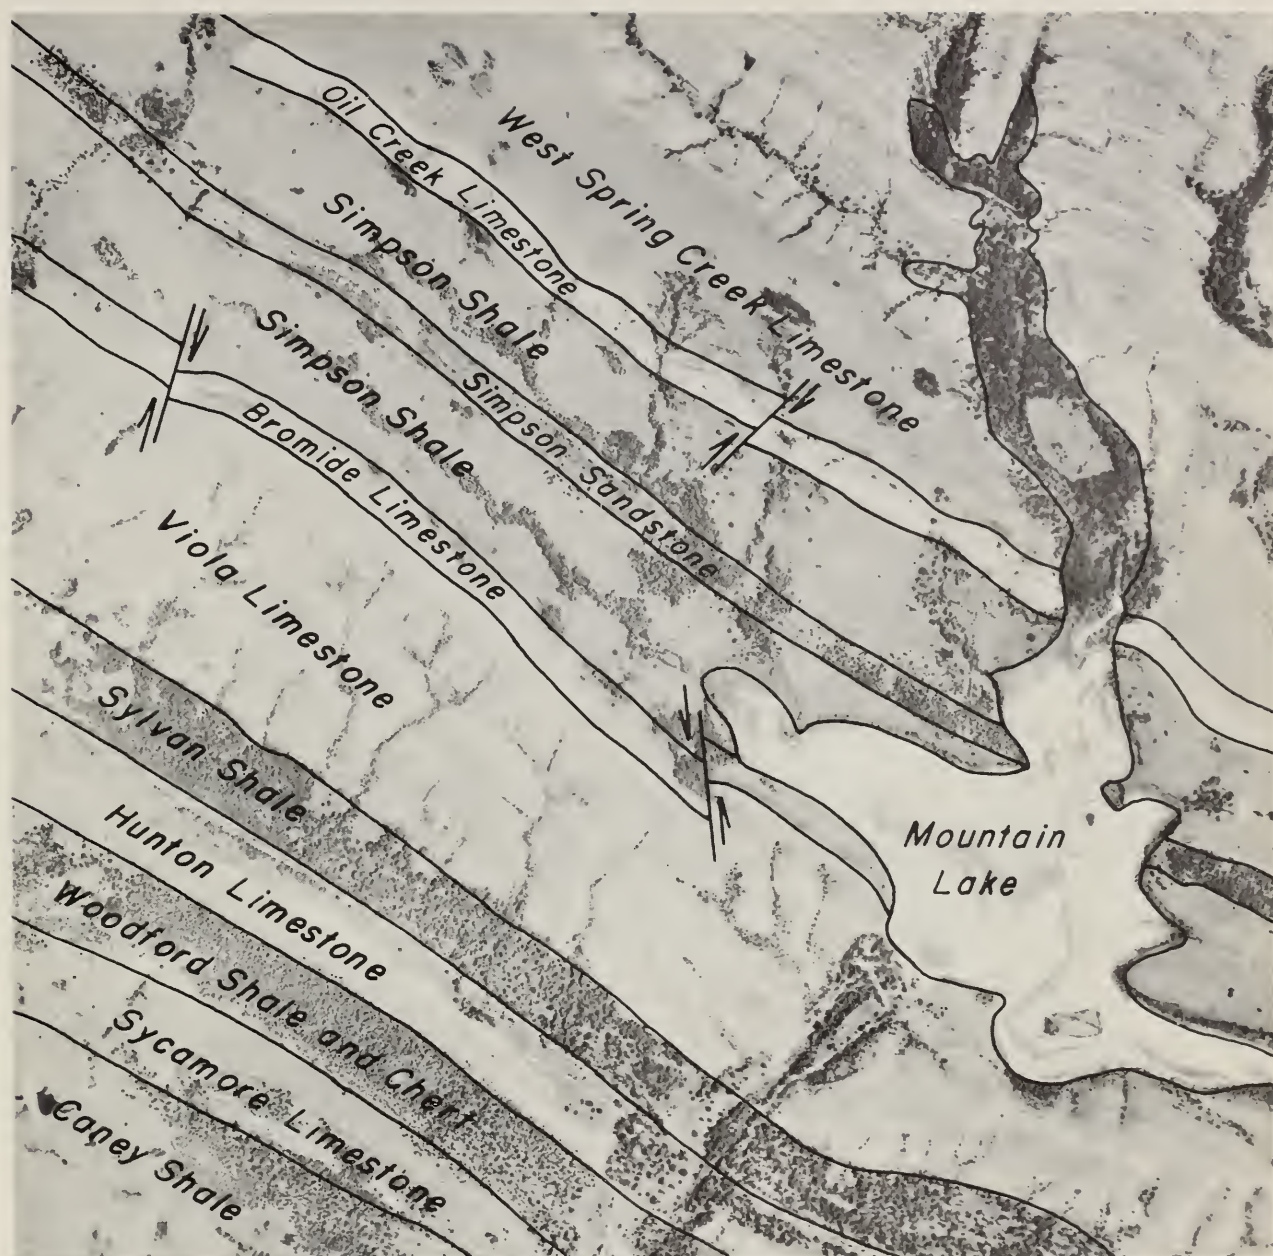 Oil Creek Limestone
West Spring Creek Limestone
Simpson Shale
Simpson Shale
Simpson Sandstone
Bromide Limestone
Viola Limestone
Sylvan Shale
Mountain
Lake
Hunton Limestone
Woodford Shale and Chert
Sycamore Limestone
Caney Shale